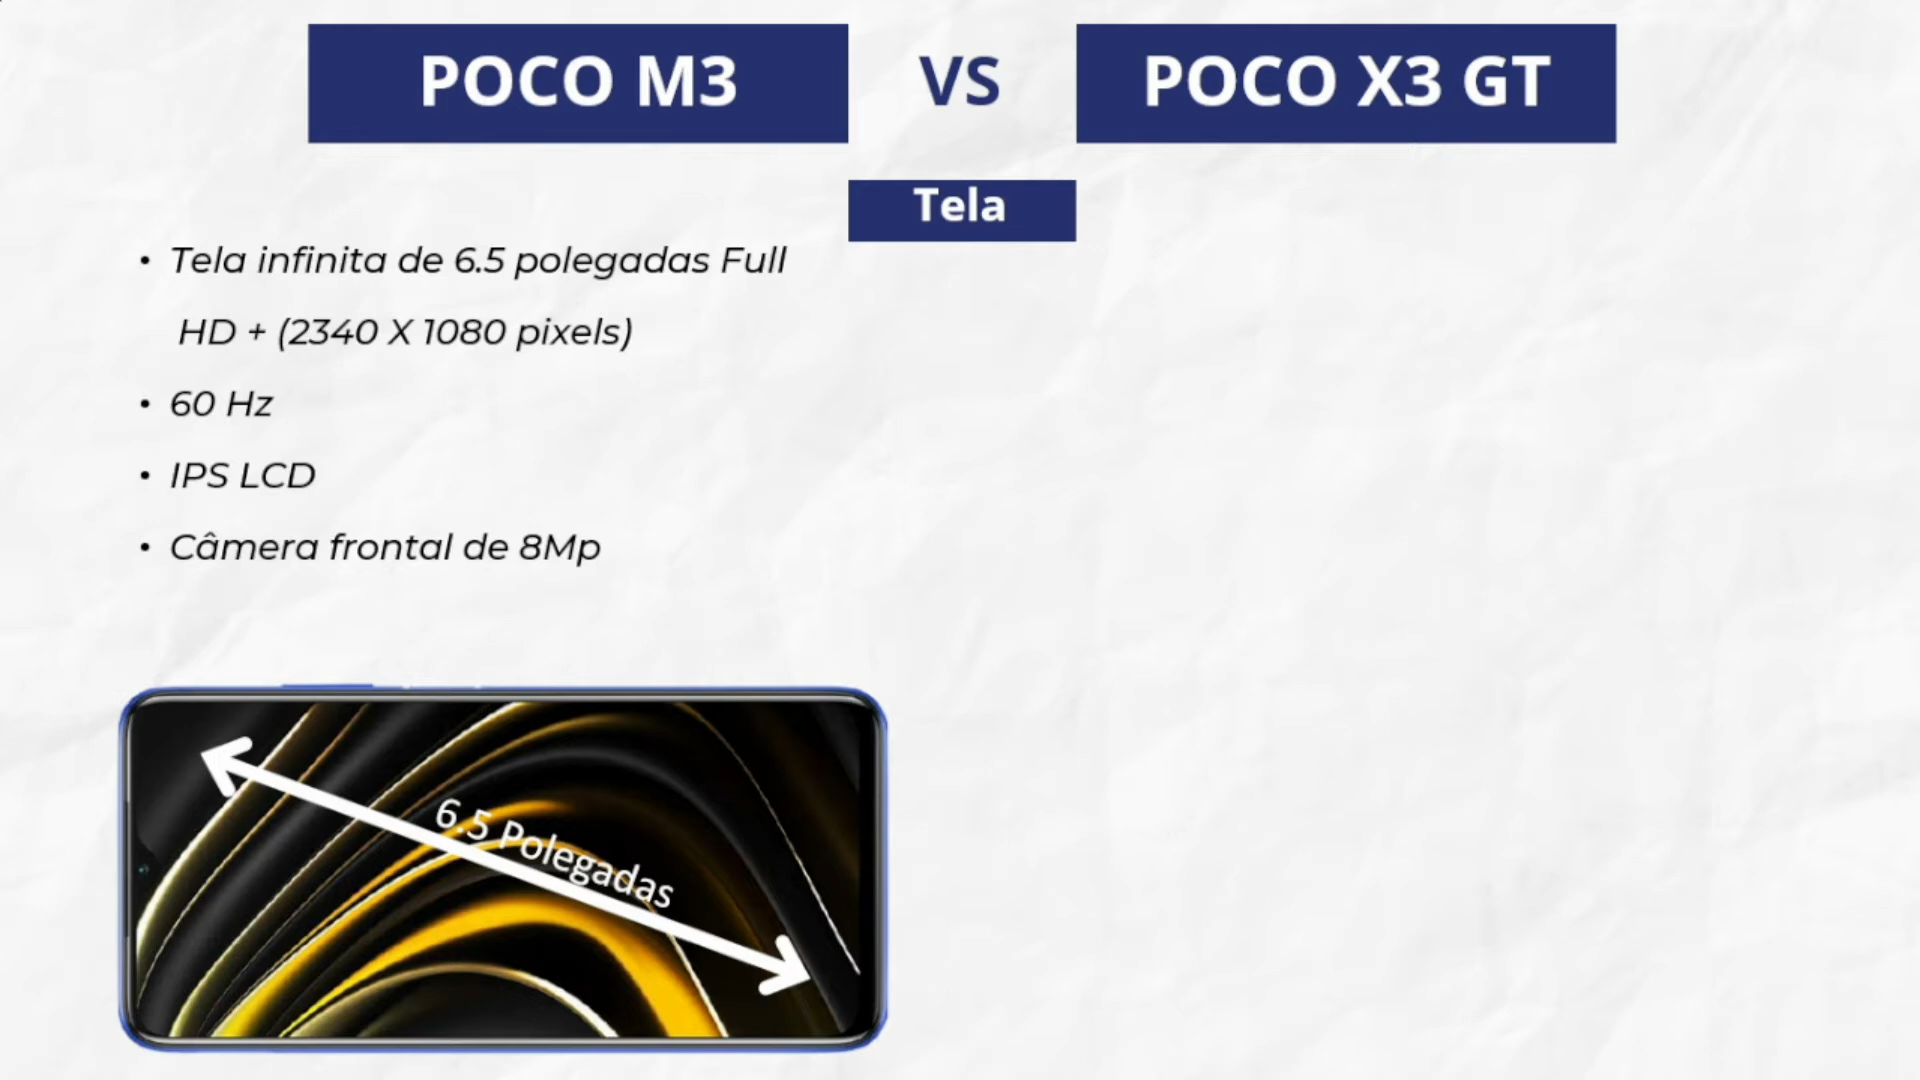 POCO M3
VS
POCO X3 GT
Tela
• Tela infinita de 6.5 polegadas Full
HD + (2340 X 1080 pixels)
• 60 Hz
• IPS LCD
• Câmera frontal de 8Mp
6.5 Polegadas